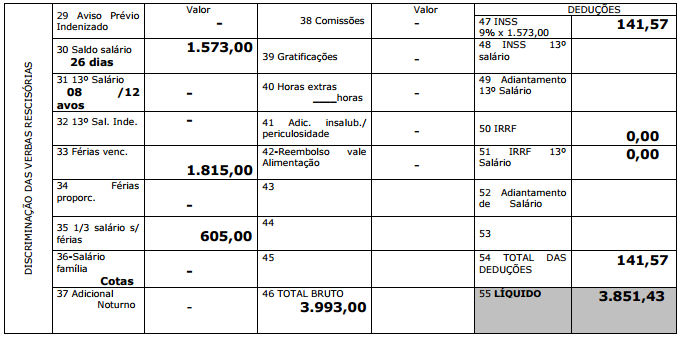 DISCRIMINAÇÃO DAS VERBAS RESCISÓRIAS
Valor
Valor
DEDUÇÕES
29 Aviso Prévio
Indenizado
-
38 Comissões
-
47 INSS
9% x 1.573,00
141,57
30 Saldo salário
26 dias
1.573,00
39 Gratificações
-
48 INSS 13º
salário
31 13º Salário
08 /12
avos
-
40 Horas extras
____horas
-
49 Adiantamento
13º Salário
32 13º Sal. Inde.
-
41 Adic. insalub./
periculosidade
-
50 IRRF
0,00
33 Férias venc.
1.815,00
42-Reembolso vale
Alimentação
-
51 IRRF 13º
Salário
0,00
34 Férias
proporc.
-
43
52 Adiantamento
de Salário
35 1/3 salário s/
férias
605,00
44
53
36-Salário
família
Cotas
-
45
54 TOTAL DAS
DEDUÇÕES
141,57
37 Adicional
Noturno
-
46 TOTAL BRUTO
3.993,00
55 LÍQUIDO
3.851,43